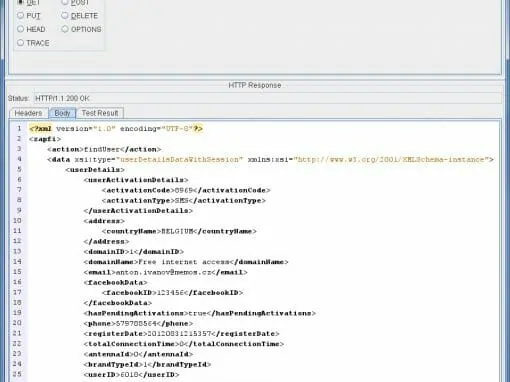 GET
POST
PUT
DELETE
HEAD
OPTIONS
TRACE
HTTP Response
Status: HTTP/1.1 200 OK
Headers Body Test Result
1 <?xml version="1.0" encoding="UTF-8"?>
2 <zapfi>
3 <action>findUser</action>
4 <data xsi:type="userDetailsDataWithSession" xmlns:xsi="http://www.w3.org/2001/XMLSchema-instance">
5 <userDetails>
6 <userActivationDetails>
7 <activationCode>8969</activationCode>
8 <activationType>SMS</activationType>
9 </userActivationDetails>
10 <address>
11 <countryName>BELGIUM</countryName>
12 </address>
13 <domainID>1</domainID>
14 <domainName>Free internet access</domainName>
15 <email>anton.ivanov@memos.cz</email>
16 <facebookData>
17 <facebookID>123456</facebookID>
18 </facebookData>
19 <hasPendingActivations>true</hasPendingActivations>
20 <phone>579788564</phone>
21 <registerDate>20120831215357</registerDate>
22 <totalConnectionTime>0</totalConnectionTime>
23 <antennaId>0</antennaId>
24 <brandTypeId>1</brandTypeId>
25 <userID>6018</userID>